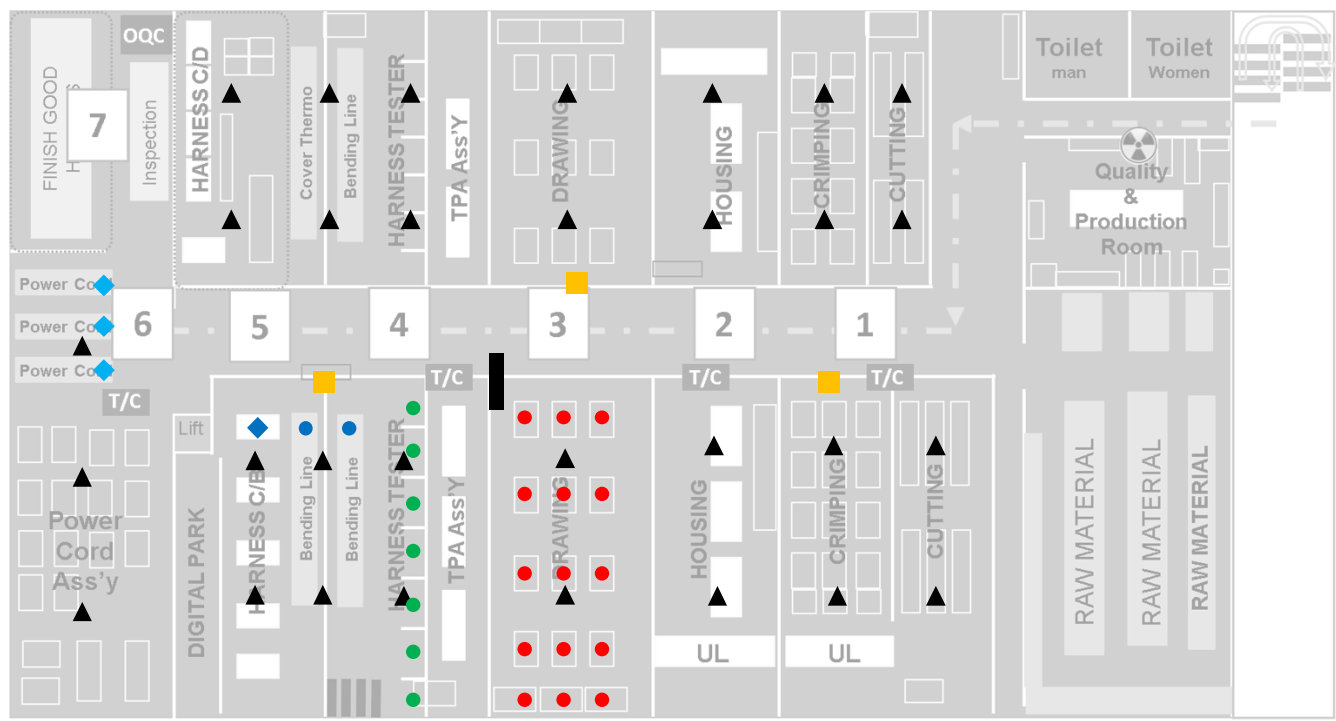 OQC
FINISH GOOD
7
Inspection
HARNESS C/D
Cover Thermo
Bending Line
HARNESS TESTER
TPA Ass'Y
DRAWING
HOUSING
CRIMPING
CUTTING
Toilet
man
Toilet
Women
Quality
&
Production
Room
Power Co
Power Co
Power Co
6
5
4
3
2
1
T/C
T/C
T/C
T/C
Lift
Power
Cord
Ass'y
DIGITAL PARK
HARNESS C/B
Bending Line
Bending Line
HARNESS TESTER
TPA Ass'Y
DRAWING
HOUSING
CRIMPING
CUTTING
UL
UL
RAW MATERIAL
RAW MATERIAL
RAW MATERIAL